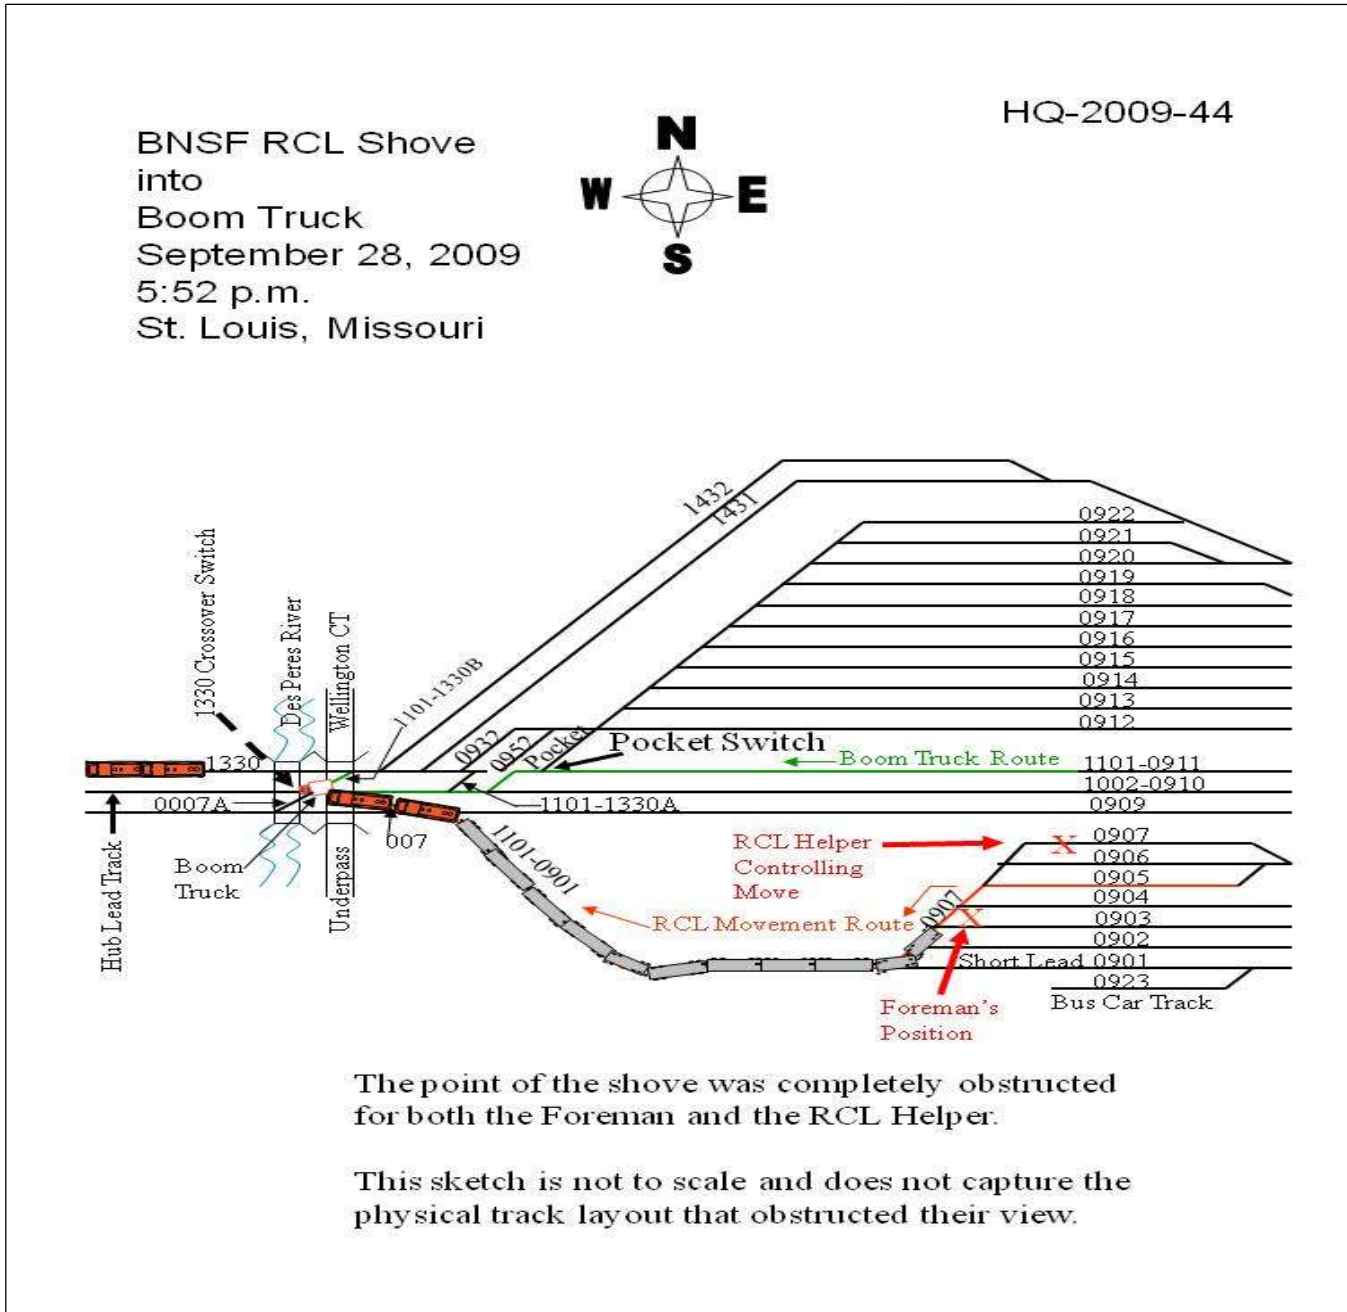 HQ-2009-44
BNSF RCL Shove
into
Boom Truck
September 28, 2009
5:52 p.m.
St. Louis, Missouri
N
W
E
S
1432
1431
0922
0921
0920
0919
0918
0917
0916
0915
0914
0913
0912
1330 Crossover Switch
Des Peres River
Wellington CT
1101-1330B
0932
0952
Pocket
Pocket Switch
Boom Truck Route
1330
1101-0911
1002-0910
0007A
1101-1330A
0909
007
Hub Lead Track
Boom
Truck
Underpass
1101-0901
RCL Helper
Controlling
Move
0907
0906
0905
0904
0907
RCL Movement Route
0903
0902
Short Lead 0901
0923
Bus Car Track
Foreman's
Position
X
X
The point of the shove was completely obstructed
for both the Foreman and the RCL Helper.
This sketch is not to scale and does not capture the
physical track layout that obstructed their view.